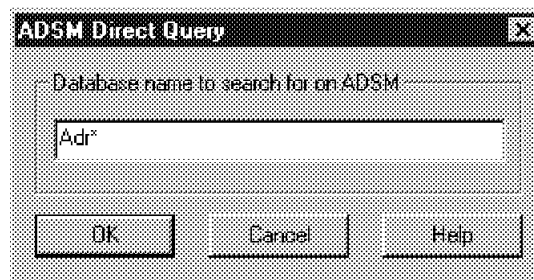 ADSM Direct Query
Database name to search for on ADSM
Adr*
OK Cancel Help